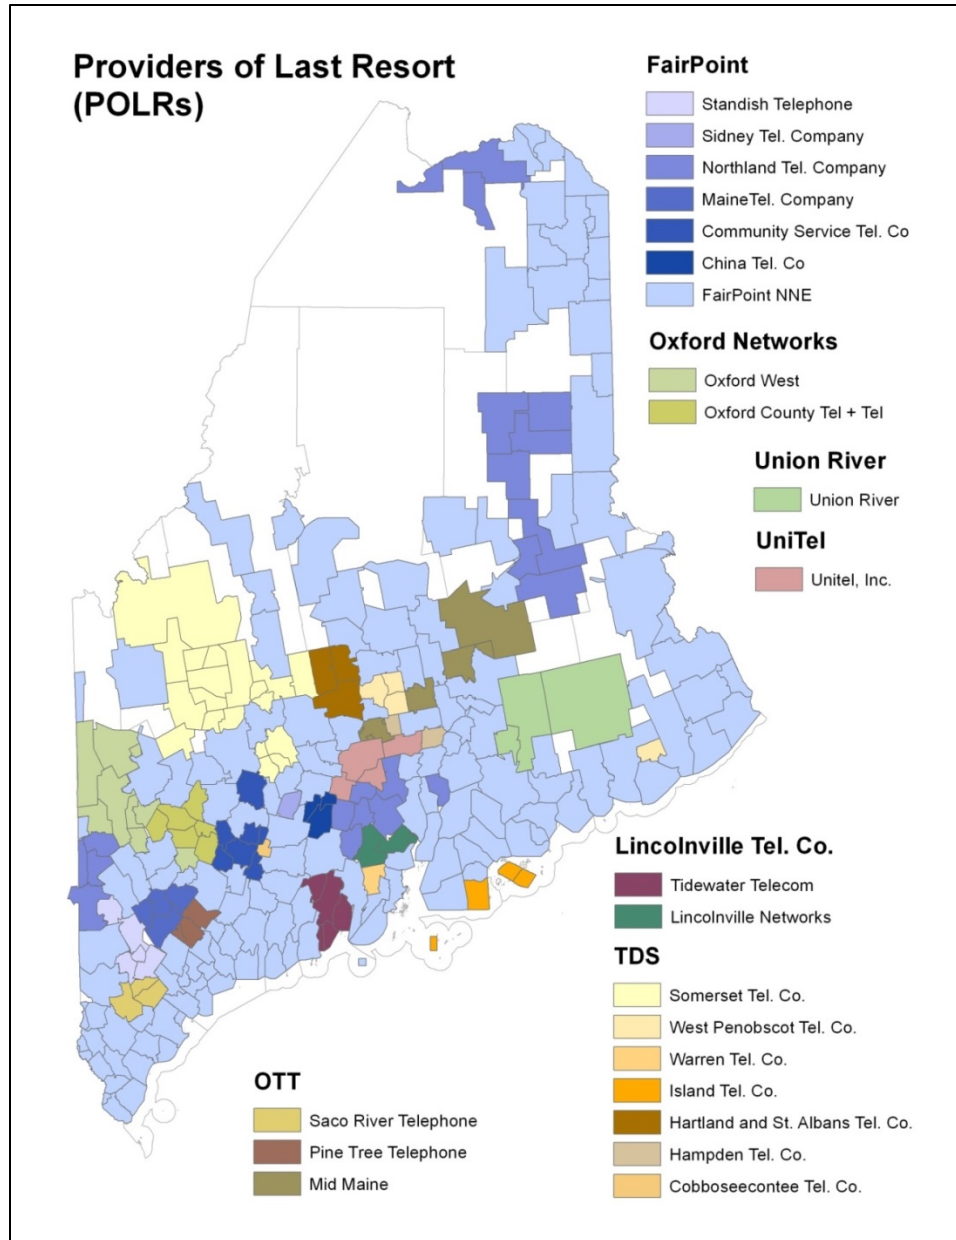 Providers of Last Resort
(POLRs)
FairPoint
Standish Telephone
Sidney Tel. Company
Northland Tel. Company
MaineTel. Company
Community Service Tel. Co
China Tel. Co
FairPoint NNE
Oxford Networks
Oxford West
Oxford County Tel + Tel
Union River
Union River
UniTel
Unitel, Inc.
Lincolnville Tel. Co.
Tidewater Telecom
Lincolnville Networks
TDS
Somerset Tel. Co.
West Penobscot Tel. Co.
Warren Tel. Co.
Island Tel. Co.
Hartland and St. Albans Tel. Co.
Hampden Tel. Co.
Cobboseecontee Tel. Co.
OTT
Saco River Telephone
Pine Tree Telephone
Mid Maine